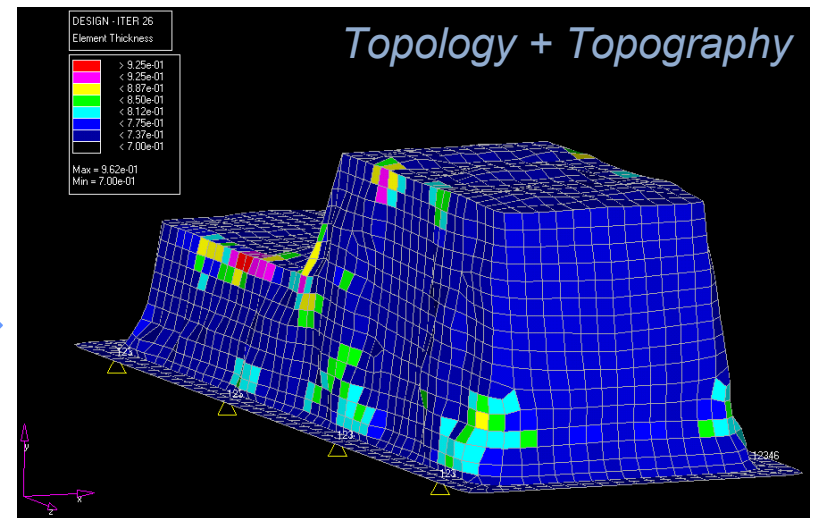 DESIGN - ITER 26
Element Thickness
Topology + Topography
> 9.25e-01
< 9.25e-01
< 8.87e-01
< 8.50e-01
< 8.12e-01
< 7.75e-01
< 7.37e-01
< 7.00e-01
Max = 9.62e-01
Min = 7.00e-01
123
123
123
123
12346
y
x
z